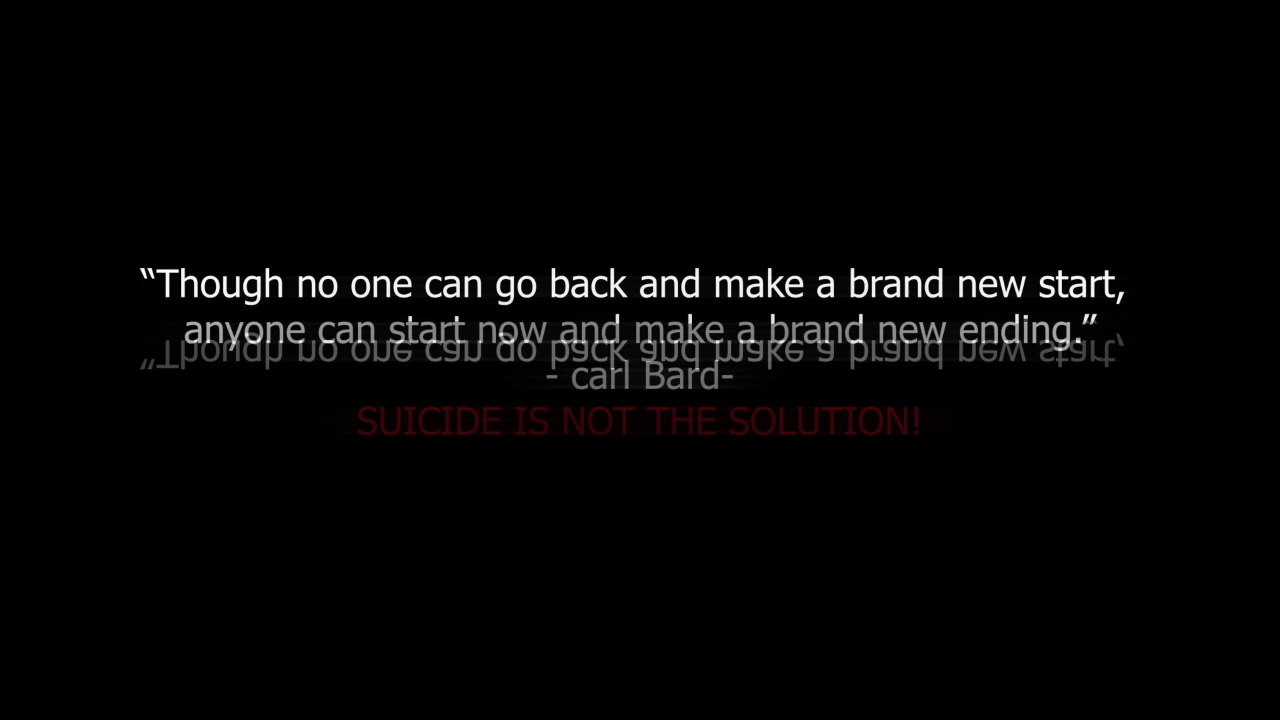 “Though no one can go back and make a brand new start,
anyone can start now and make a brand new ending.”
- carl Bard-
SUICIDE IS NOT THE SOLUTION!